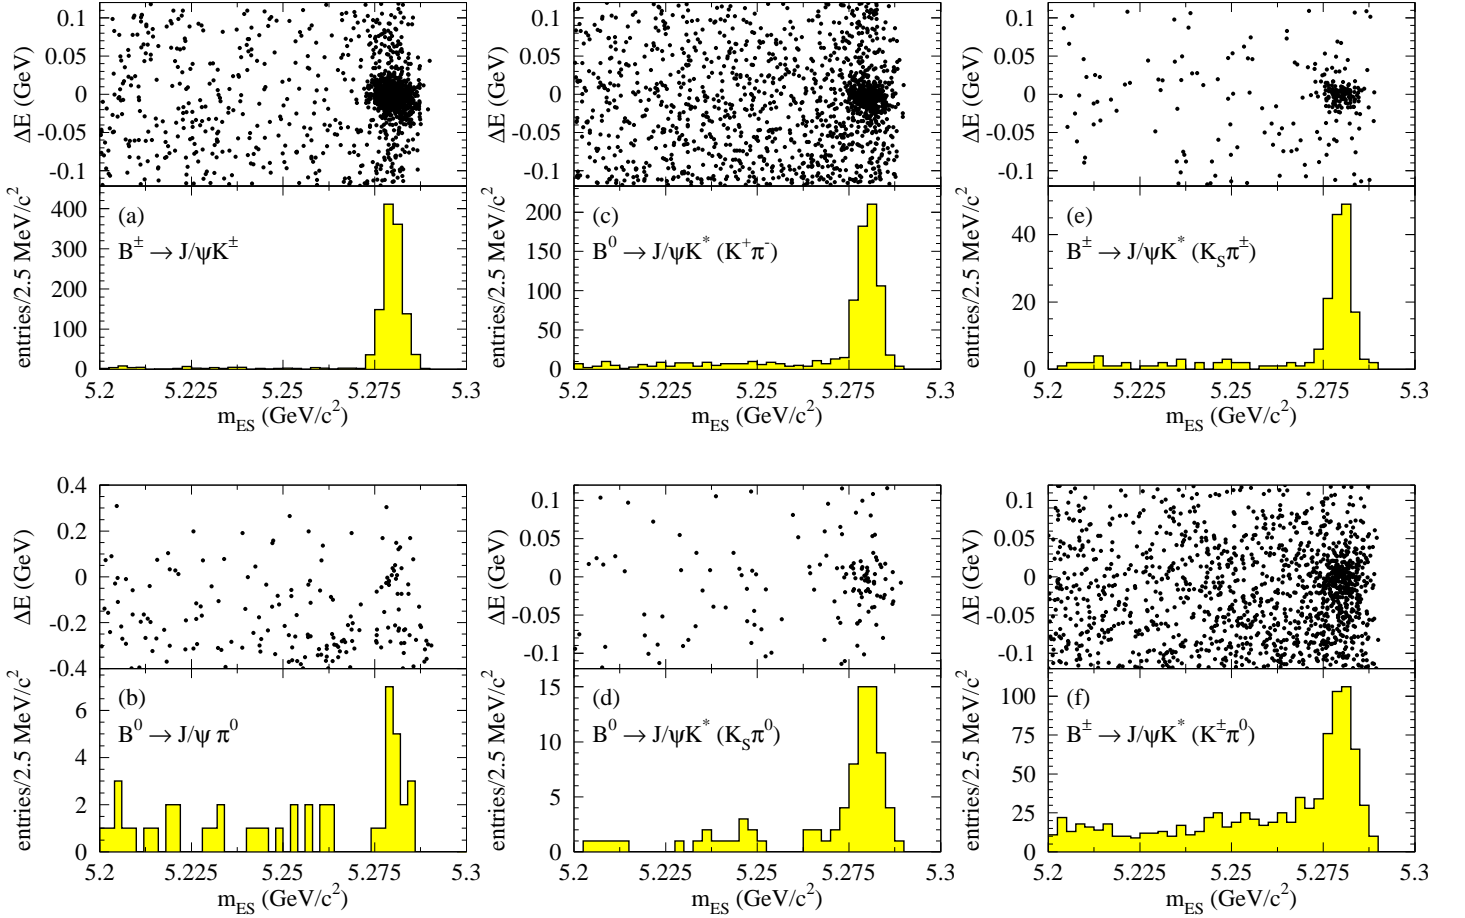 ΔE (GeV)
0.1
0.05
0
-0.05
-0.1
entries/2.5 MeV/c²
400
300
200
100
0
(a)
B± → J/ψK±
5.2
5.225
5.25
5.275
5.3
m_ES (GeV/c²)
ΔE (GeV)
0.1
0.05
0
-0.05
-0.1
entries/2.5 MeV/c²
200
150
100
50
0
(c)
B⁰ → J/ψK* (K⁺π⁻)
5.2
5.225
5.25
5.275
5.3
m_ES (GeV/c²)
ΔE (GeV)
0.1
0.05
0
-0.05
-0.1
entries/2.5 MeV/c²
40
20
0
(e)
B± → J/ψK* (K_Sπ±)
5.2
5.225
5.25
5.275
5.3
m_ES (GeV/c²)
ΔE (GeV)
0.4
0.2
0
-0.2
-0.4
entries/2.5 MeV/c²
6
4
2
0
(b)
B⁰ → J/ψ π⁰
5.2
5.225
5.25
5.275
5.3
m_ES (GeV/c²)
ΔE (GeV)
0.1
0.05
0
-0.05
-0.1
entries/2.5 MeV/c²
15
10
5
0
(d)
B⁰ → J/ψK* (K_Sπ⁰)
5.2
5.225
5.25
5.275
5.3
m_ES (GeV/c²)
ΔE (GeV)
0.1
0.05
0
-0.05
-0.1
entries/2.5 MeV/c²
100
75
50
25
0
(f)
B± → J/ψK* (K±π⁰)
5.2
5.225
5.25
5.275
5.3
m_ES (GeV/c²)